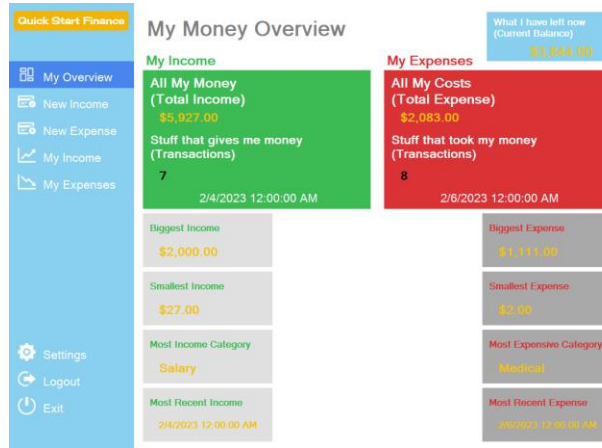 Quick Start Finance
My Overview
New Income
New Expense
My Income
My Expenses
Settings
Logout
Exit
My Money Overview
What I have left now
(Current Balance)
$3,844.00
My Income
All My Money
(Total Income)
$5,927.00
Stuff that gives me money
(Transactions)
7
2/4/2023 12:00:00 AM
My Expenses
All My Costs
(Total Expense)
$2,083.00
Stuff that took my money
(Transactions)
8
2/6/2023 12:00:00 AM
Biggest Income
$2,000.00
Smallest Income
$27.00
Most Income Category
Salary
Most Recent Income
2/4/2023 12:00:00 AM
Biggest Expense
$1,111.00
Smallest Expense
$2.00
Most Expensive Category
Medical
Most Recent Expense
2/6/2023 12:00:00 AM